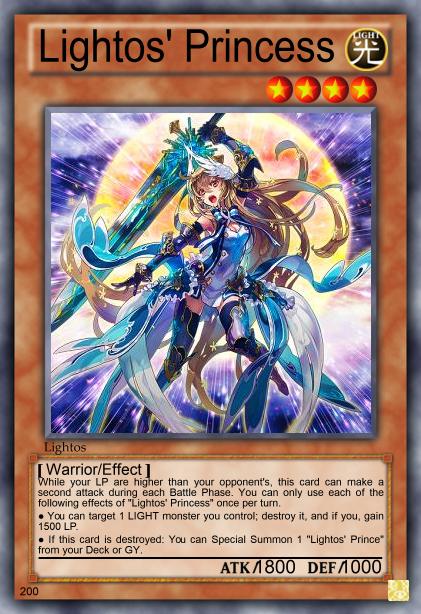 Lightos' Princess
LIGHT
光
Lightos
[ Warrior/Effect ]
While your LP are higher than your opponent's, this card can make a
second attack during each Battle Phase. You can only use each of the
following effects of "Lightos' Princess" once per turn.
● You can target 1 LIGHT monster you control; destroy it, and if you, gain
1500 LP.
● If this card is destroyed: You can Special Summon 1 "Lightos' Prince"
from your Deck or GY.
ATK/1800 DEF/1000
200